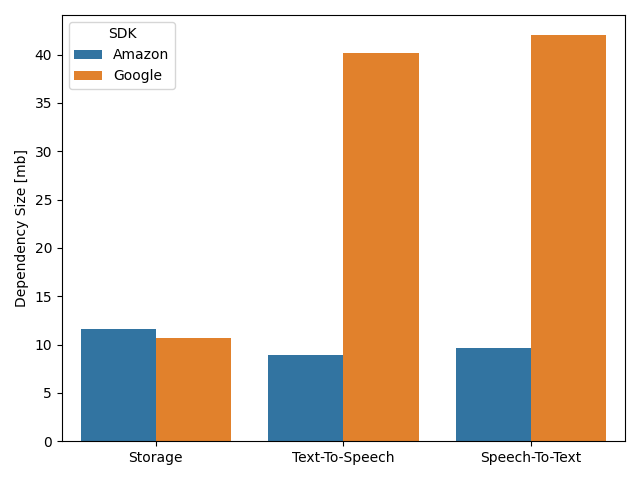 SDK
Amazon
Google
Dependency Size [mb]
40
35
30
25
20
15
10
5
0
Storage
Text-To-Speech
Speech-To-Text